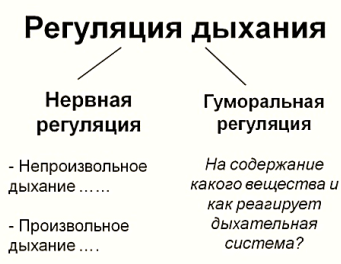 Регуляция дыхания
Нервная
регуляция
- Непроизвольное
дыхание ……
- Произвольное
дыхание ….
Гуморальная
регуляция
На содержание
какого вещества и
как реагирует
дыхательная
система?